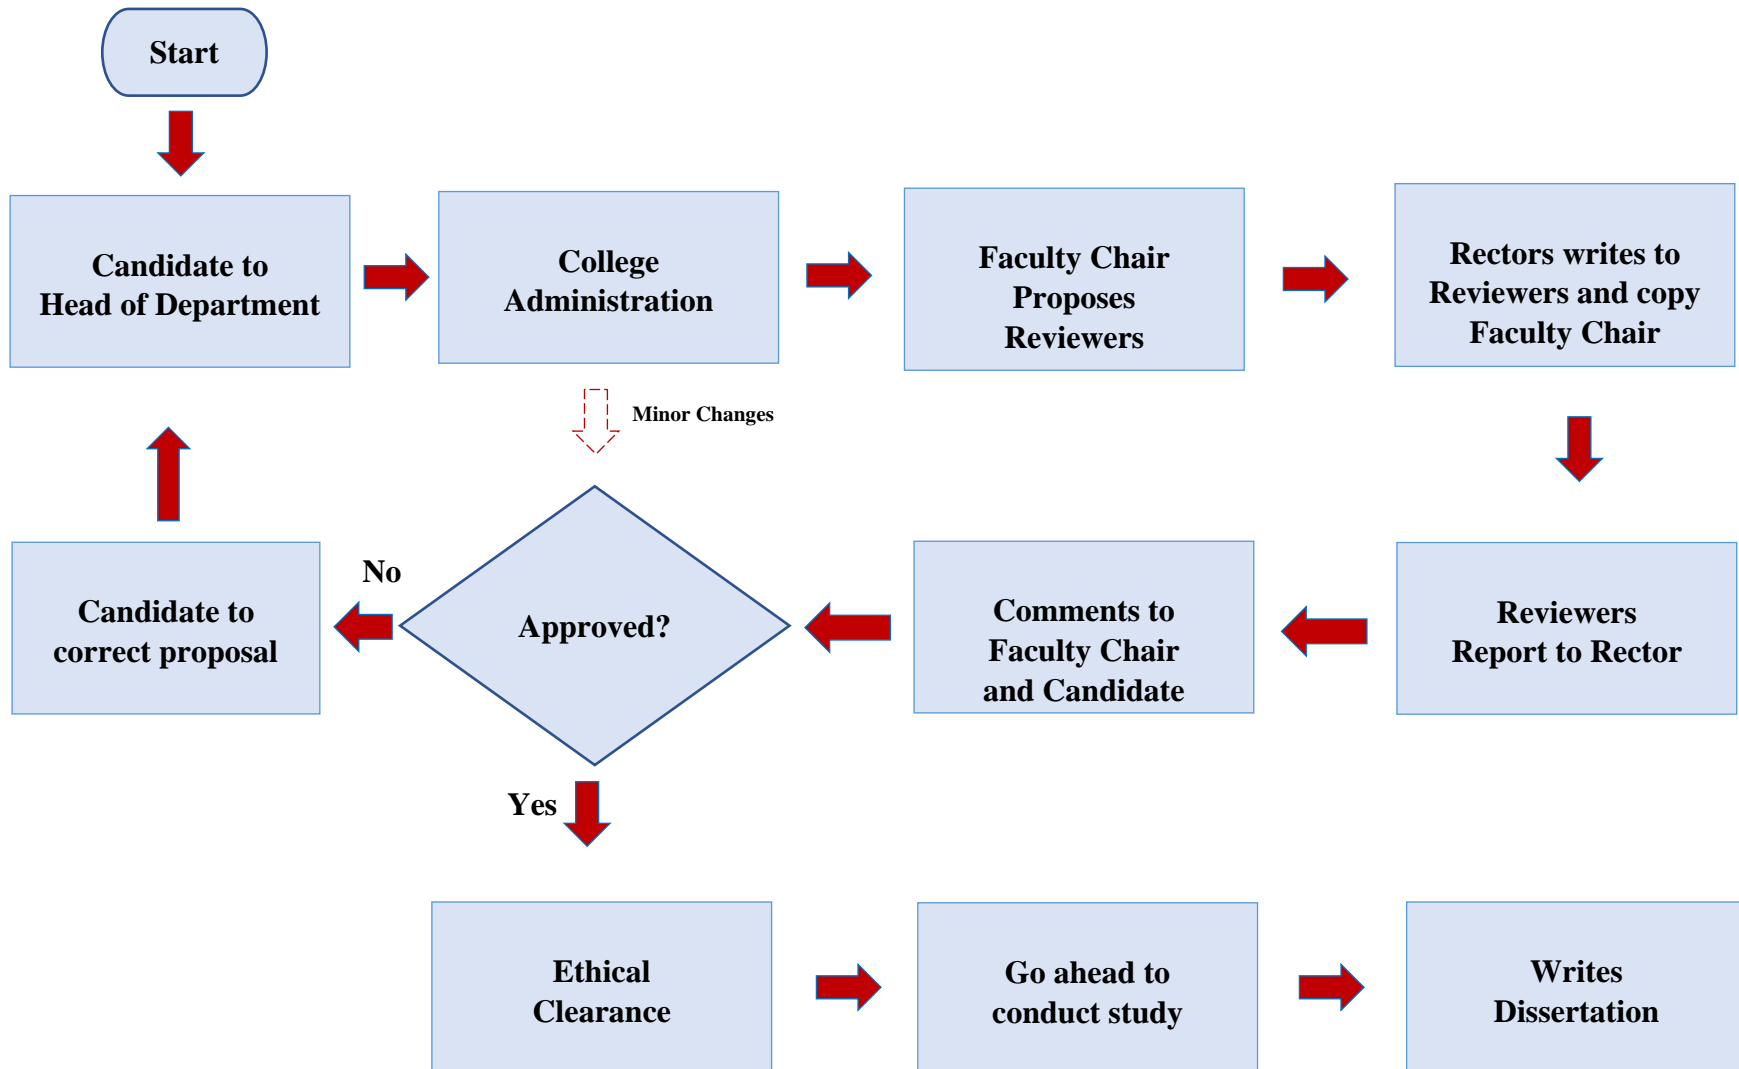 Start
Candidate to
Head of Department
College
Administration
Faculty Chair
Proposes
Reviewers
Rectors writes to
Reviewers and copy
Faculty Chair
Minor Changes
Candidate to
correct proposal
No
Approved?
Comments to
Faculty Chair
and Candidate
Reviewers
Report to Rector
Yes
Ethical
Clearance
Go ahead to
conduct study
Writes
Dissertation